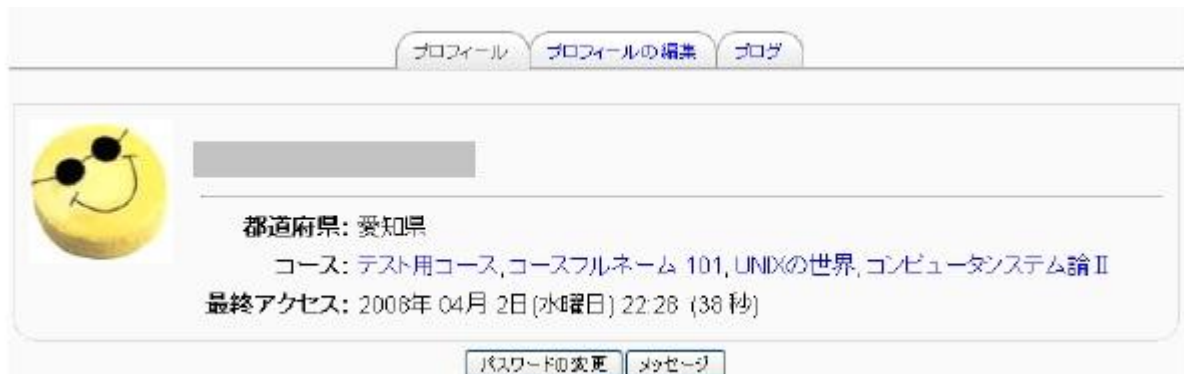 プロフィール プロフィールの編集 ブログ
都道府県: 愛知県
コース: テスト用コース, コースフルネーム 101, UNIXの世界, コンピュータシステム論 II
最終アクセス: 2008年 04月 2日 (水曜日) 22:28 (38 秒)
パスワードの変更 メッセージ